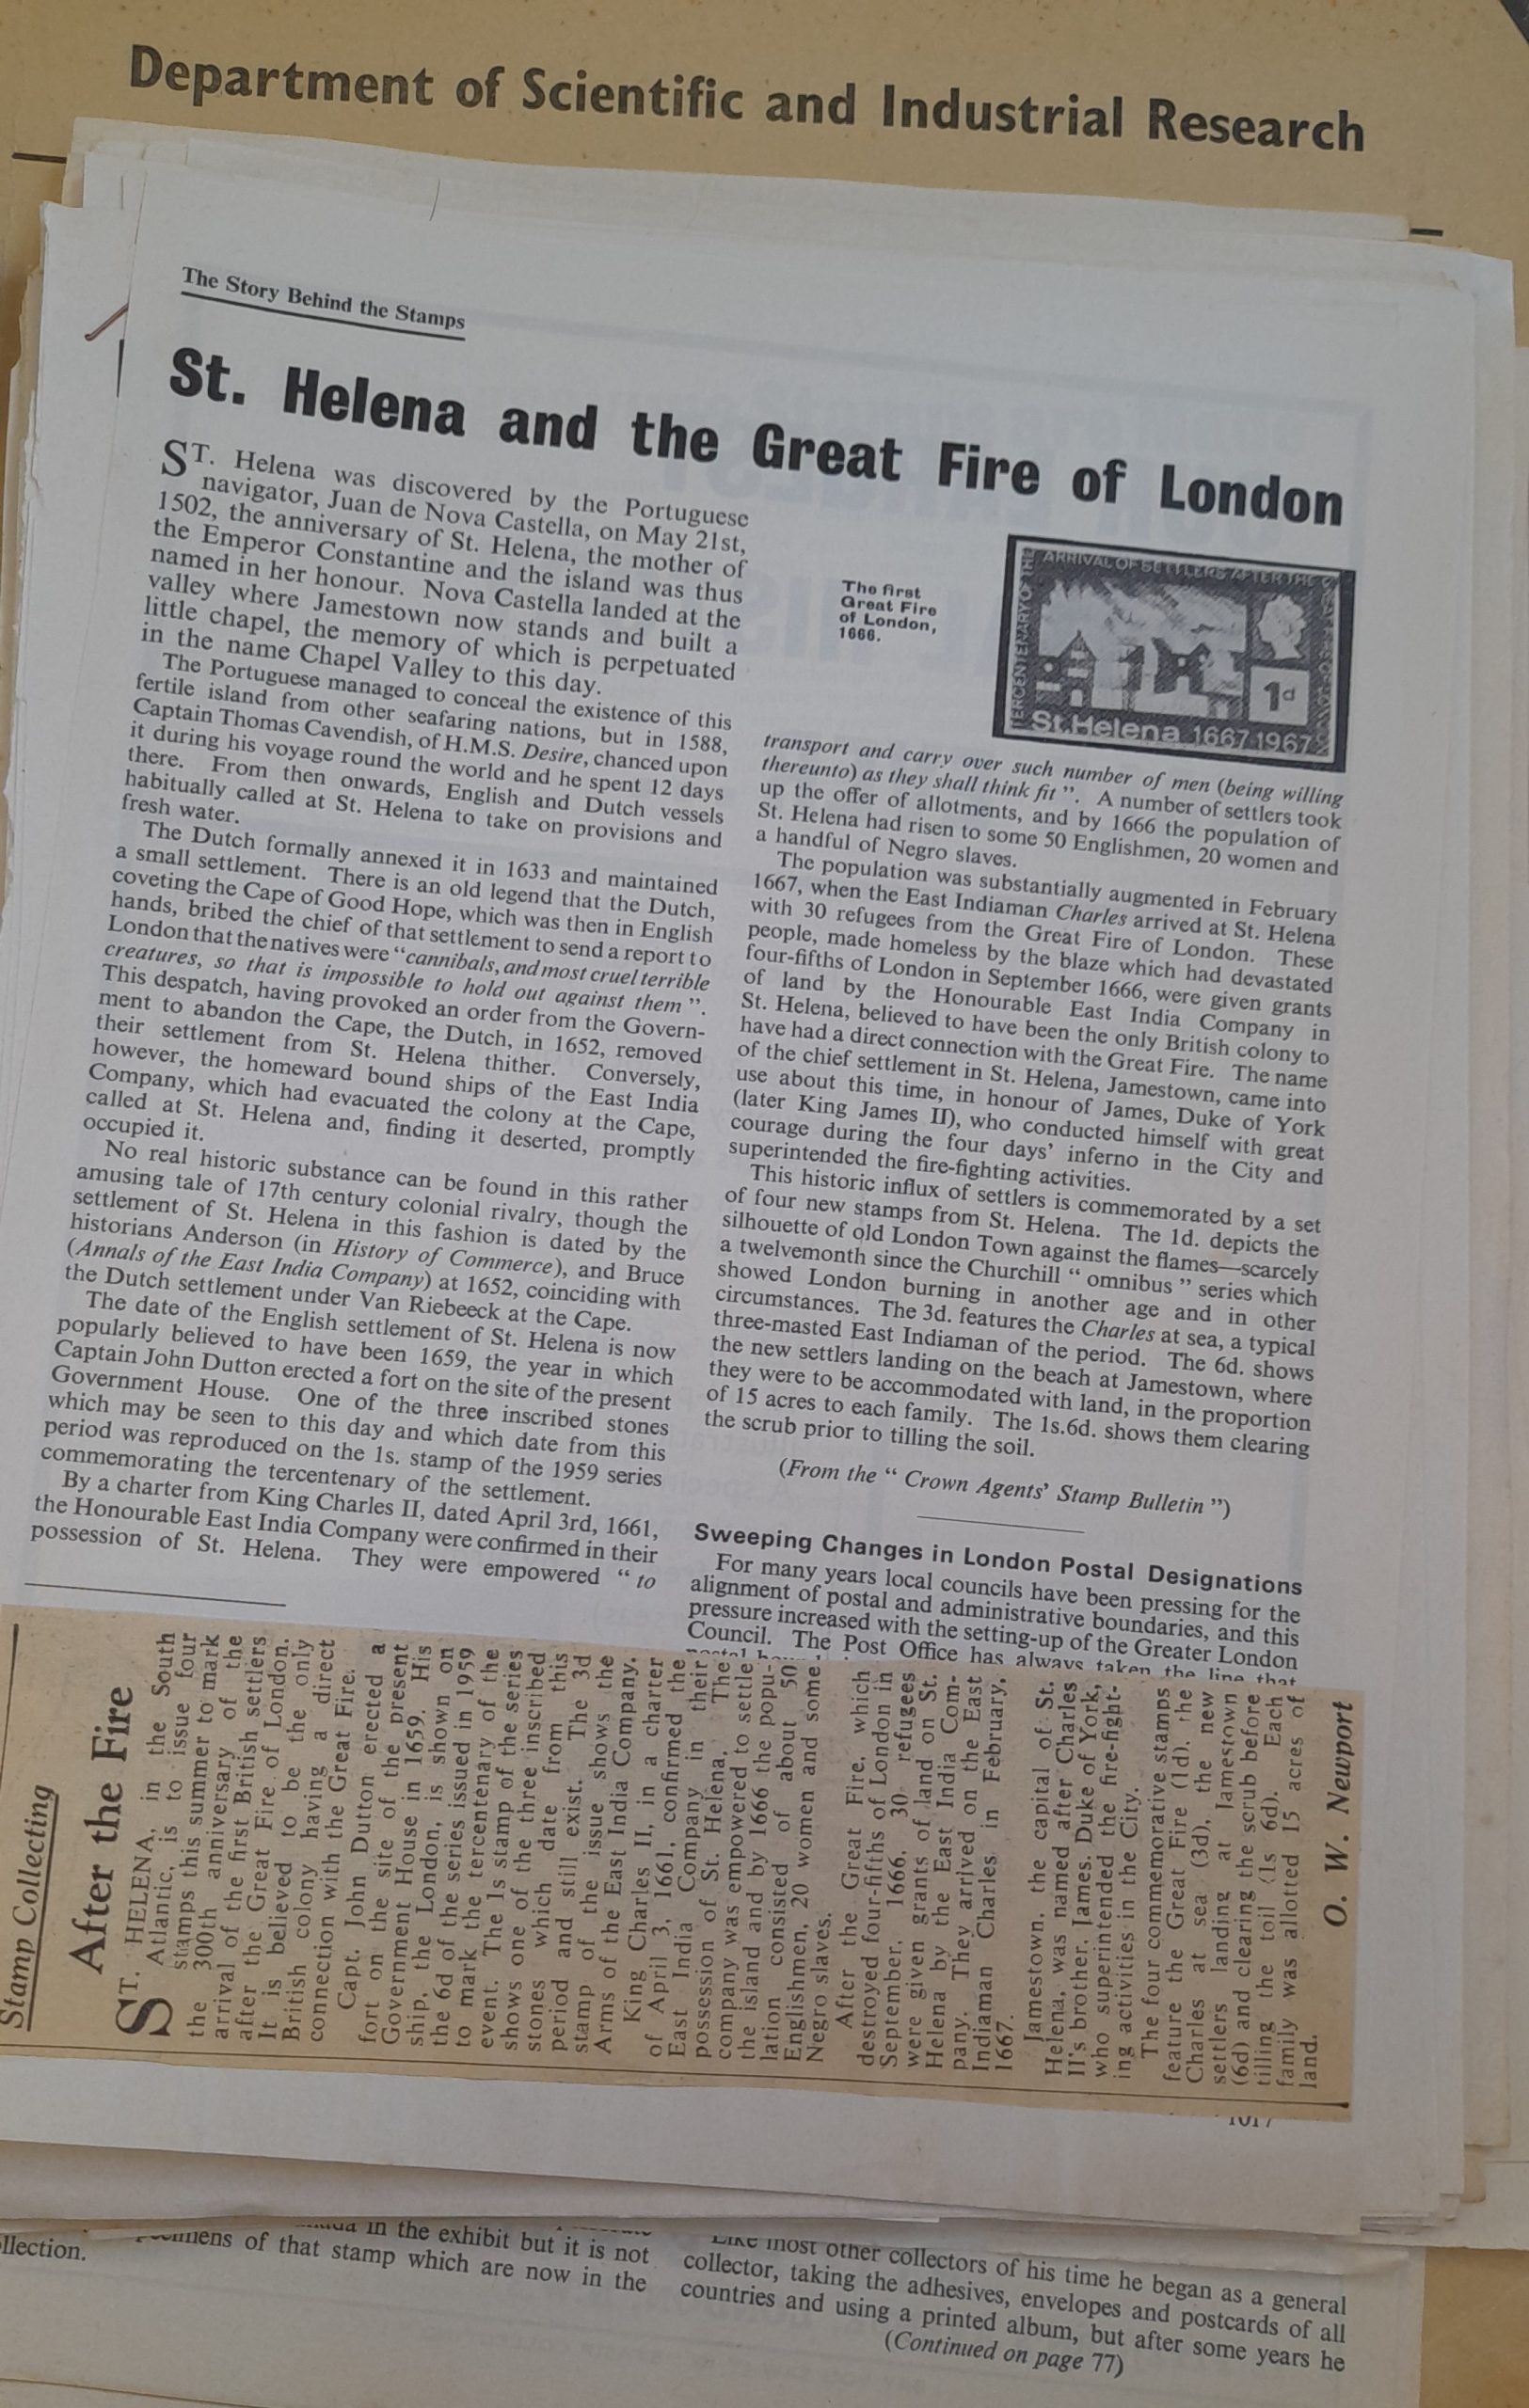 Department of Scientific and Industrial Research
The Story Behind the Stamps
St. Helena and the Great Fire of London
ST. Helena was discovered by the Portuguese
navigator, Juan de Nova Castella, on May 21st,
1502, the anniversary of St. Helena, the mother of
the Emperor Constantine and the island was thus
named in her honour. Nova Castella landed at the
valley where Jamestown now stands and built a
little chapel, the memory of which is perpetuated
in the name Chapel Valley to this day.
The Portuguese managed to conceal the existence of this
fertile island from other seafaring nations, but in 1588,
Captain Thomas Cavendish, of H.M.S. Desire, chanced upon
it during his voyage round the world and he spent 12 days
there. From then onwards, English and Dutch vessels
habitually called at St. Helena to take on provisions and
fresh water.
The Dutch formally annexed it in 1633 and maintained
a small settlement. There is an old legend that the Dutch,
coveting the Cape of Good Hope, which was then in English
hands, bribed the chief of that settlement to send a report to
London that the natives were "cannibals, and most cruel terrible
creatures, so that is impossible to hold out against them ".
This despatch, having provoked an order from the Govern-
ment to abandon the Cape, the Dutch, in 1652, removed
their settlement from St. Helena thither. Conversely,
however, the homeward bound ships of the East India
Company, which had evacuated the colony at the Cape,
called at St. Helena and, finding it deserted, promptly
occupied it.
No real historic substance can be found in this rather
amusing tale of 17th century colonial rivalry, though the
settlement of St. Helena in this fashion is dated by the
historians Anderson (in History of Commerce), and Bruce
(Annals of the East India Company) at 1652, coinciding with
the Dutch settlement under Van Riebeeck at the Cape.
The date of the English settlement of St. Helena is now
popularly believed to have been 1659, the year in which
Captain John Dutton erected a fort on the site of the present
Government House. One of the three inscribed stones
which may be seen to this day and which date from this
period was reproduced on the 1s. stamp of the 1959 series
commemorating the tercentenary of the settlement.
By a charter from King Charles II, dated April 3rd, 1661,
the Honourable East India Company were confirmed in their
possession of St. Helena. They were empowered " to
The first
Great Fire
of London,
1666.
TERCENTENARY OF THE
ARRIVAL OF SETTLERS AFTER THE
1d
St. Helena 1667 1967
transport and carry over such number of men (being willing
thereunto) as they shall think fit ". A number of settlers took
up the offer of allotments, and by 1666 the population of
St. Helena had risen to some 50 Englishmen, 20 women and
a handful of Negro slaves.
The population was substantially augmented in February
1667, when the East Indiaman Charles arrived at St. Helena
with 30 refugees from the Great Fire of London. These
people, made homeless by the blaze which had devastated
four-fifths of London in September 1666, were given grants
of land by the Honourable East India Company in
St. Helena, believed to have been the only British colony to
have had a direct connection with the Great Fire. The name
of the chief settlement in St. Helena, Jamestown, came into
use about this time, in honour of James, Duke of York
(later King James II), who conducted himself with great
courage during the four days' inferno in the City and
superintended the fire-fighting activities.
This historic influx of settlers is commemorated by a set
of four new stamps from St. Helena. The 1d. depicts the
silhouette of old London Town against the flames—scarcely
a twelvemonth since the Churchill " omnibus " series which
showed London burning in another age and in other
circumstances. The 3d. features the Charles at sea, a typical
three-masted East Indiaman of the period. The 6d. shows
the new settlers landing on the beach at Jamestown, where
they were to be accommodated with land, in the proportion
of 15 acres to each family. The 1s.6d. shows them clearing
the scrub prior to tilling the soil.
(From the " Crown Agents' Stamp Bulletin ")
Sweeping Changes in London Postal Designations
For many years local councils have been pressing for the
alignment of postal and administrative boundaries, and this
pressure increased with the setting-up of the Greater London
Council. The Post Office has always taken the line that
Stamp Collecting
After the Fire
ST. HELENA, in the South
Atlantic, is to issue four
stamps this summer to mark
the 300th anniversary of the
arrival of the first British settlers
after the Great Fire of London.
It is believed to be the only
British colony having a direct
connection with the Great Fire.
Capt. John Dutton erected a
fort on the site of the present
Government House in 1659. His
ship, the London, is shown on
the 6d of the series issued in 1959
to mark the tercentenary of the
event. The 1s stamp of the series
shows one of the three inscribed
stones which date from this
period and still exist. The 3d
stamp of the issue shows the
Arms of the East India Company.
King Charles II, in a charter
of April 3, 1661, confirmed the
East India Company in their
possession of St. Helena. The
company was empowered to settle
the island and by 1666 the popu-
lation consisted of about 50
Englishmen, 20 women and some
Negro slaves.
After the Great Fire, which
destroyed four-fifths of London in
September, 1666, 30 refugees
were given grants of land on St.
Helena by the East India Com-
pany. They arrived on the East
Indiaman Charles in February,
1667.
Jamestown, the capital of St.
Helena, was named after Charles
II's brother, James, Duke of York,
who superintended the fire-fight-
ing activities in the City.
The four commemorative stamps
feature the Great Fire (1d), the
Charles at sea (3d), the new
settlers landing at Jamestown
(6d) and clearing the scrub before
tilling the toil (1s 6d). Each
family was allotted 15 acres of
land.
O. W. Newport
1017
in the exhibit but it is not
of that stamp which are now in the
Like most other collectors of his time he began as a general
collector, taking the adhesives, envelopes and postcards of all
countries and using a printed album, but after some years he
(Continued on page 77)